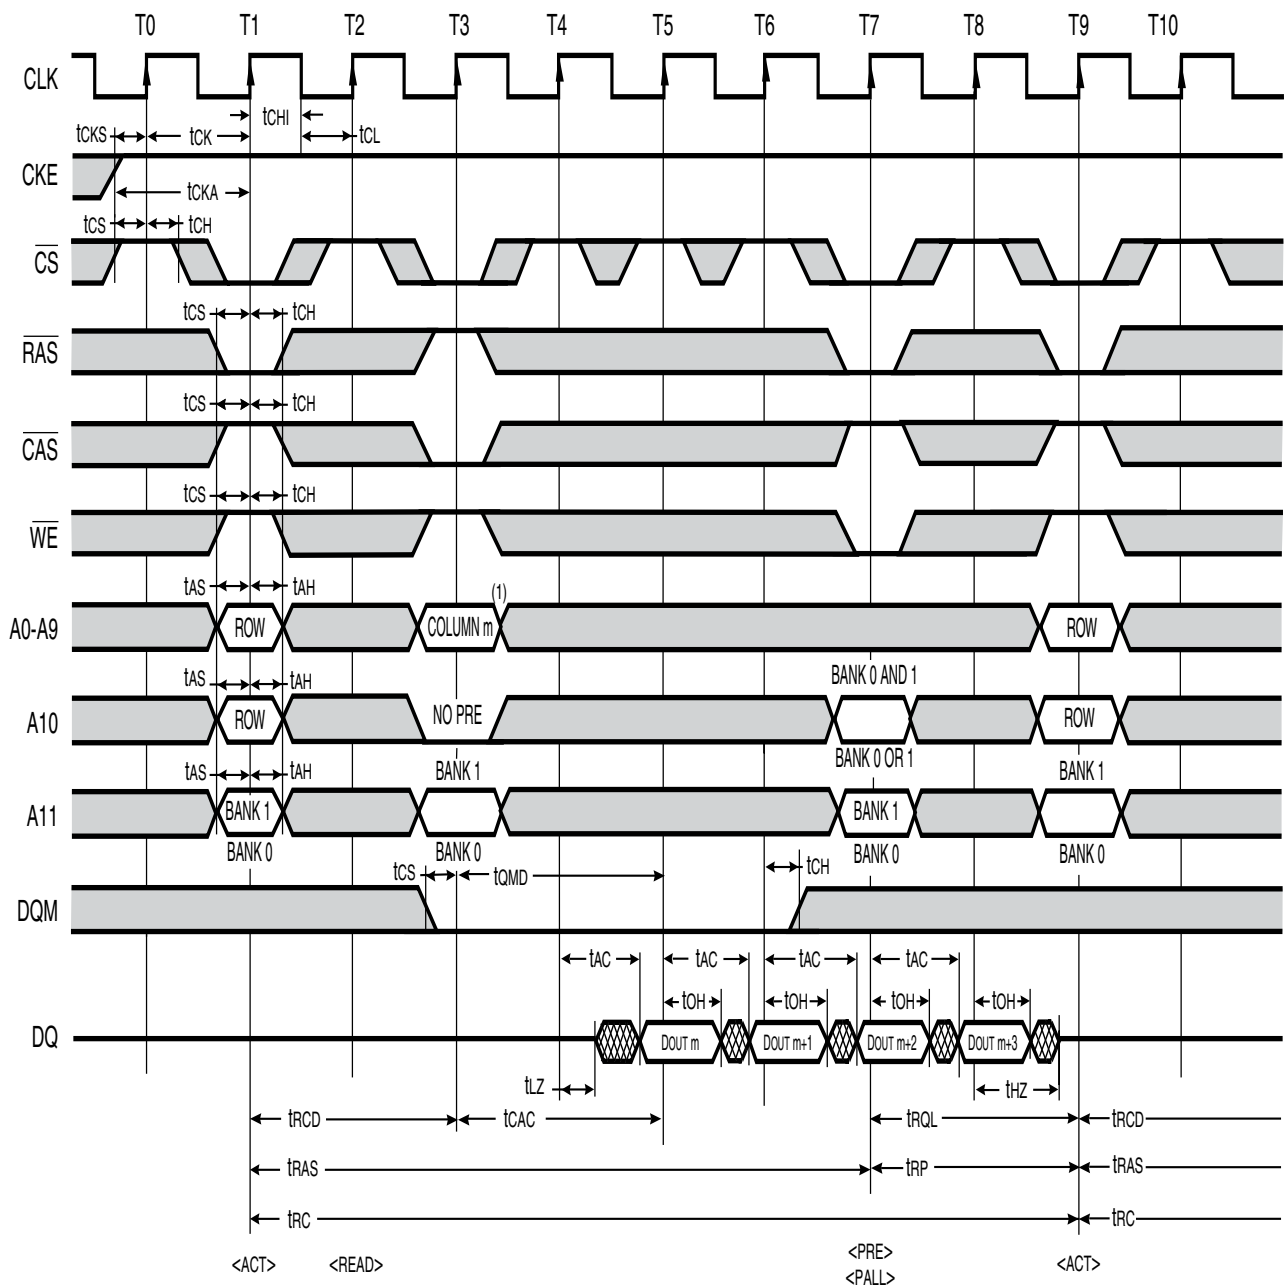 T0 T1 T2 T3 T4 T5 T6 T7 T8 T9 T10
CLK
tCHI
tCKS tCK tCL
CKE
tCKA
tCS tCH
CS
tCS tCH
RAS
tCS tCH
CAS
tCS tCH
WE
tAS tAH (1)
A0-A9 ROW COLUMN m ROW
BANK 0 AND 1
tAS tAH
A10 ROW NO PRE ROW
BANK 0 OR 1
tAS tAH BANK 1 BANK 1
A11 BANK 1 BANK 1
BANK 0 BANK 0 BANK 0 BANK 0
tCS tQMD tCH
DQM
tAC tAC tAC tAC
tOH tOH tOH tOH
DQ DOUT m DOUT m+1 DOUT m+2 DOUT m+3
tLZ tHZ
tRCD tCAC tRQL tRCD
tRAS tRP tRAS
tRC tRC
<ACT> <READ> <PRE> <ACT>
<PALL>